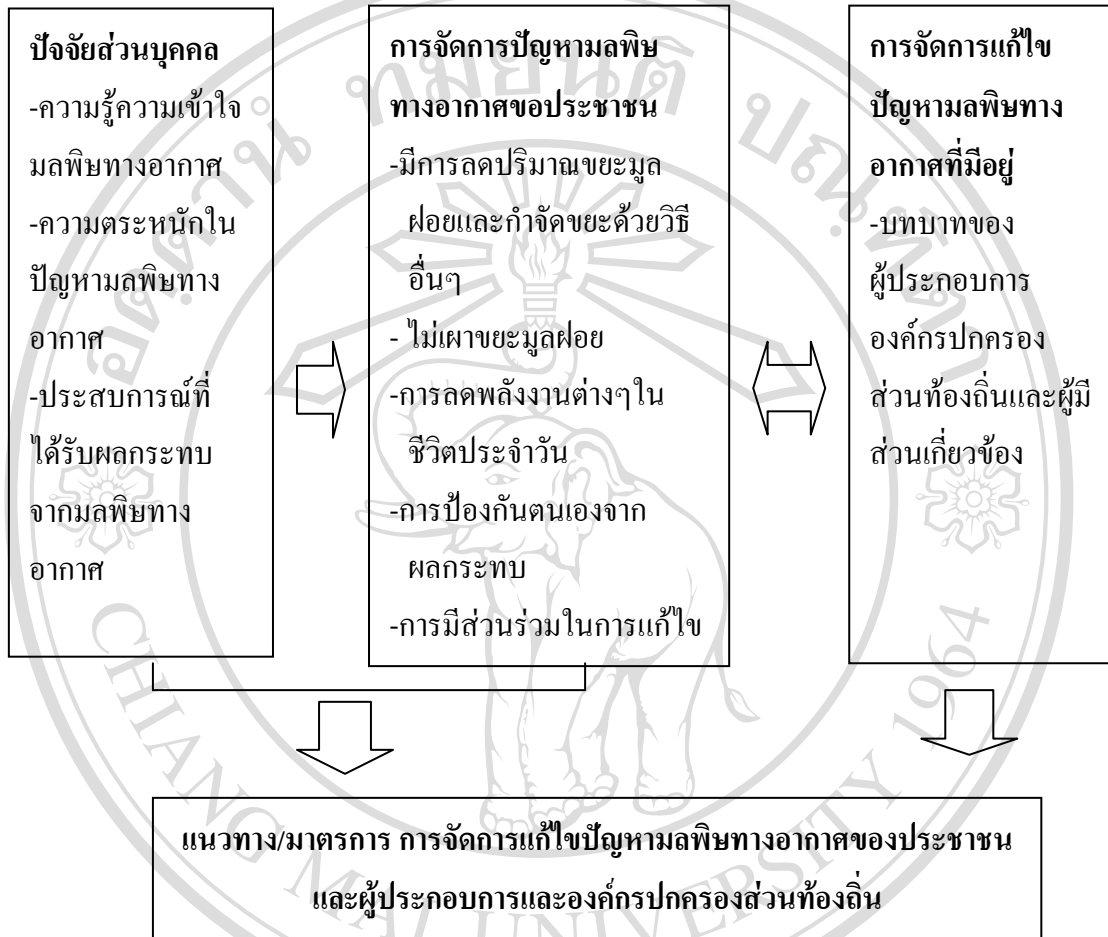 ปัจจัยส่วนบุคคล
-ความรู้ความเข้าใจ
มลพิษทางอากาศ
-ความตระหนักใน
ปัญหามลพิษทาง
อากาศ
-ประสบการณ์ที่
ได้รับผลกระทบ
จากมลพิษทาง
อากาศ
การจัดการปัญหามลพิษ
ทางอากาศขอประชาชน
-มีการลดปริมาณขยะมูล
ฝอยและกำจัดขยะด้วยวิธี
อื่นๆ
- ไม่เผาขยะมูลฝอย
-การลดพลังงานต่างๆใน
ชีวิตประจำวัน
-การป้องกันตนเองจาก
ผลกระทบ
-การมีส่วนร่วมในการแก้ไข
การจัดการแก้ไข
ปัญหามลพิษทาง
อากาศที่มีอยู่
-บทบาทของ
ผู้ประกอบการ
องค์กรปกครอง
ส่วนท้องถิ่นและผู้มี
ส่วนเกี่ยวข้อง
แนวทาง/มาตรการ การจัดการแก้ไขปัญหามลพิษทางอากาศของประชาชน
และผู้ประกอบการและองค์กรปกครองส่วนท้องถิ่น
อตฺตานํ ทมยนฺติ ปณฺฑิตา
CHIANG MAI UNIVERSITY 1964